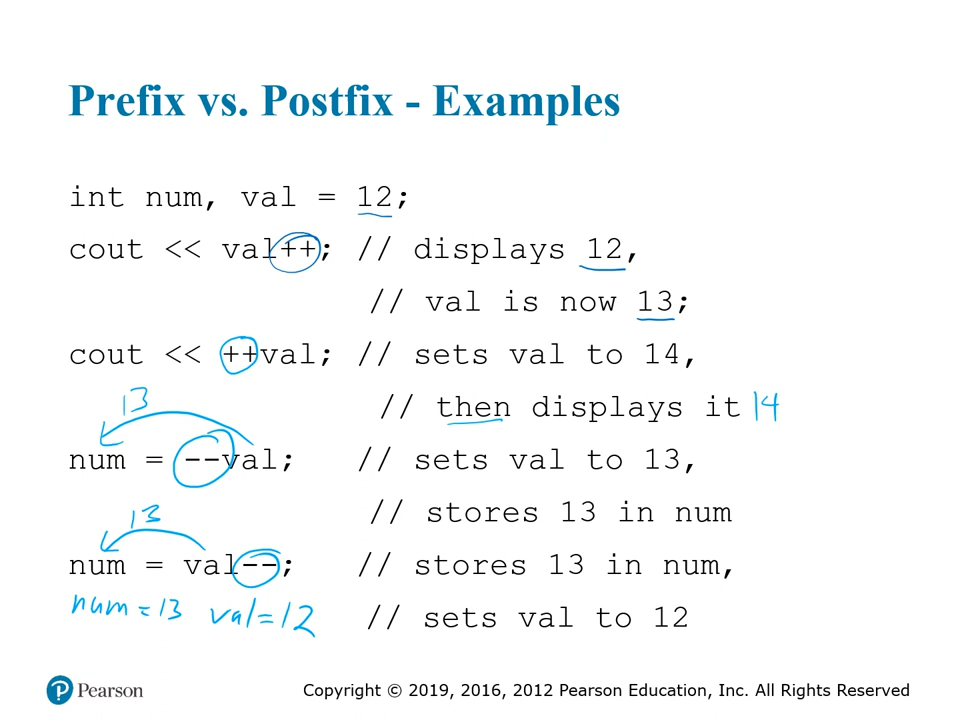 Prefix vs. Postfix - Examples
int num, val = 12;
cout << val++; // displays 12,
// val is now 13;
cout << ++val; // sets val to 14,
13
// then displays it 14
num = --val; // sets val to 13,
// stores 13 in num
13
num = val--; // stores 13 in num,
num = 13 val = 12
// sets val to 12
Pearson
Copyright © 2019, 2016, 2012 Pearson Education, Inc. All Rights Reserved